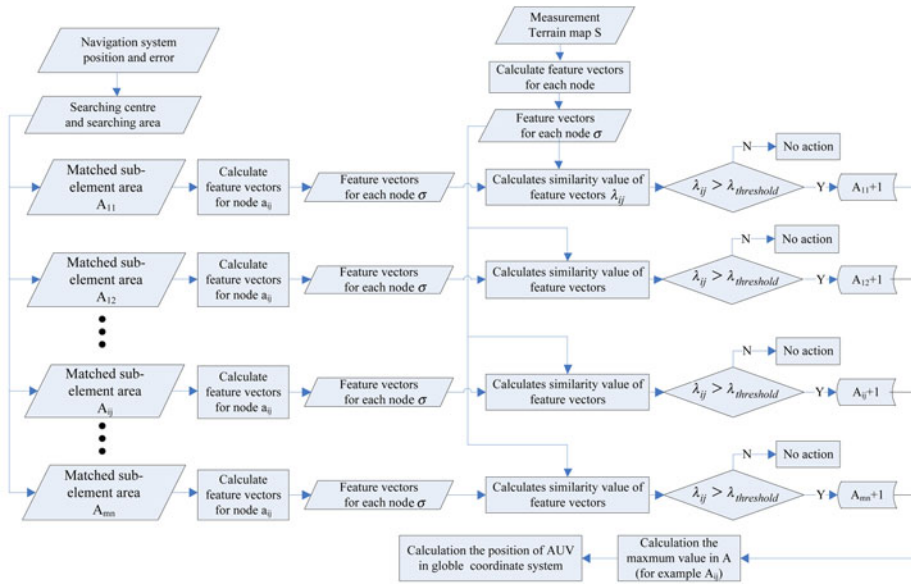 Measurement
Terrain map S
Navigation system
position and error
Calculate feature vectors
for each node
Searching centre
and searching area
Feature vectors
for each node σ
N
No action
Matched sub-
element area
A11
Calculate
feature vectors
for node aij
Feature vectors
for each node σ
Calculates similarity value of
feature vectors λij
λij > λthreshold
Y
A11+1
N
No action
Matched sub-
element area
A12
Calculate
feature vectors
for node aij
Feature vectors
for each node σ
Calculates similarity value of
feature vectors
λij > λthreshold
Y
A12+1
N
No action
Matched sub-
element area
Aij
Calculate
feature vectors
for node aij
Feature vectors
for each node σ
Calculates similarity value of
feature vectors
λij > λthreshold
Y
Aij+1
N
No action
Matched sub-
element area
Amn
Calculate
feature vectors
for node aij
Feature vectors
for each node σ
Calculates similarity value of
feature vectors
λij > λthreshold
Y
Amn+1
Calculation the position of AUV
in globle coordinate system
Calculation the
maxmum value in A
(for example Aij)